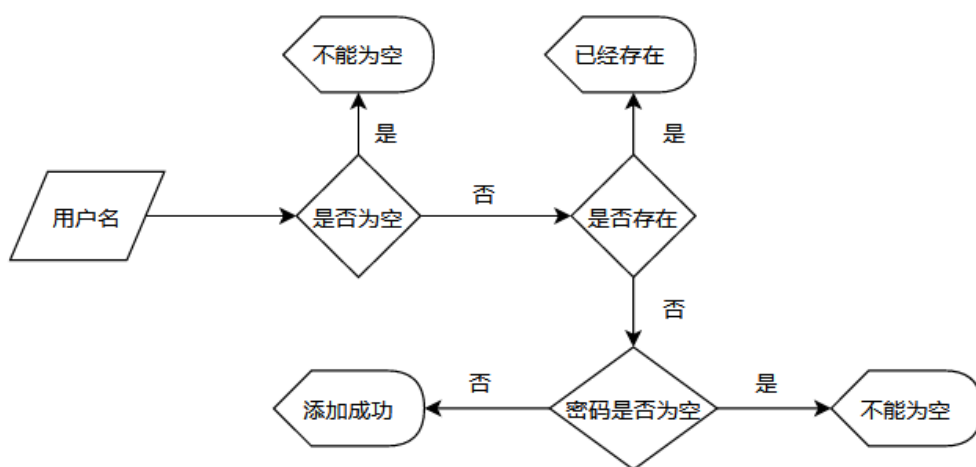 不能为空
已经存在
是
是
用户名
是否为空
否
是否存在
否
添加成功
否
密码是否为空
是
不能为空